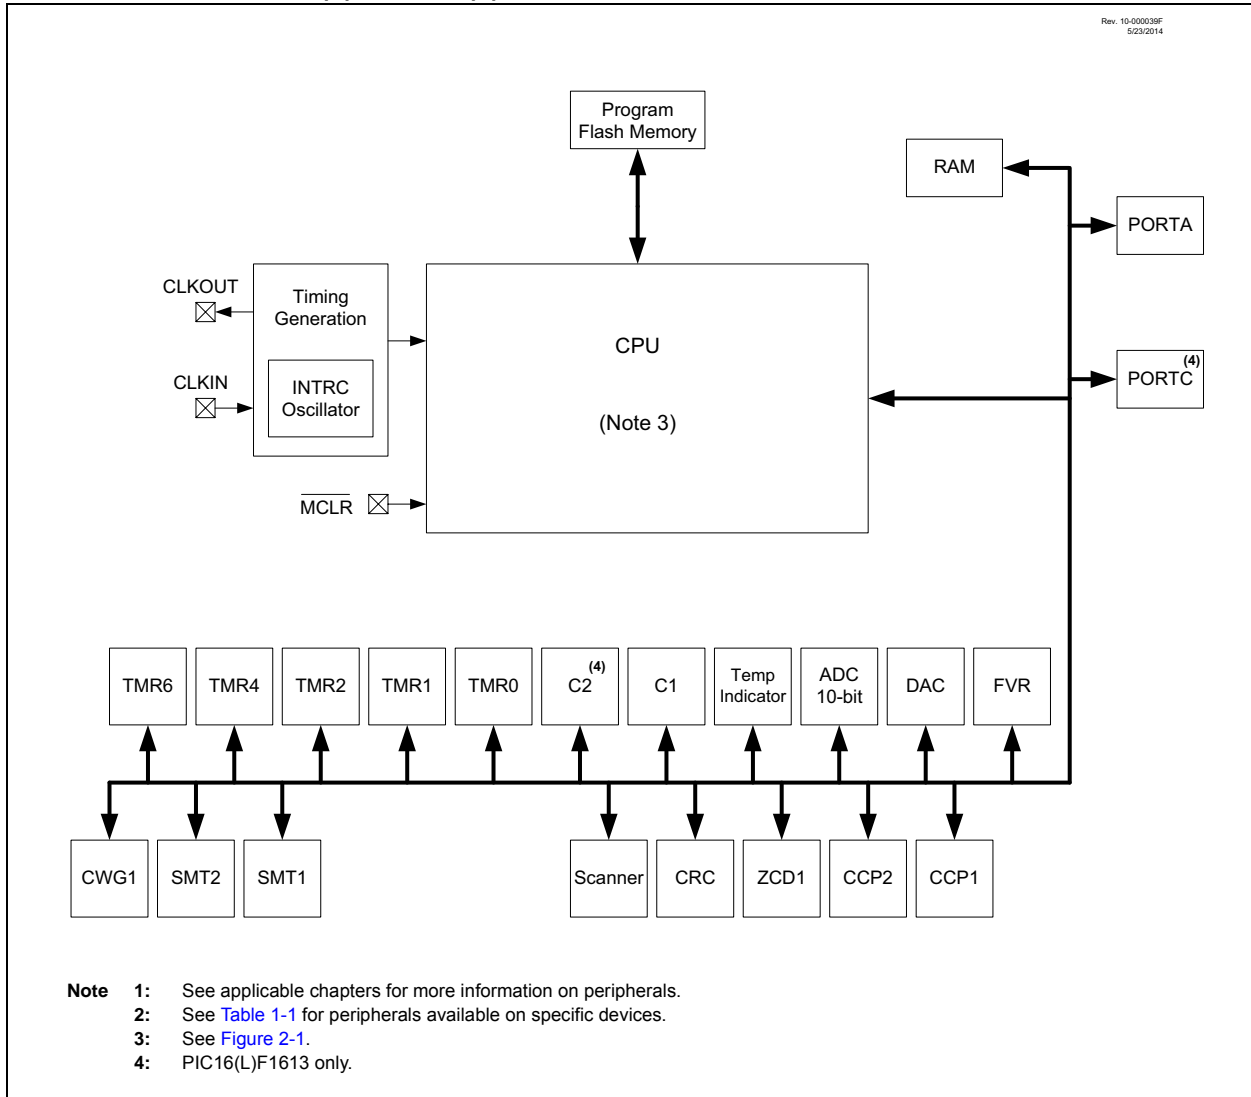 Rev. 10-000039F
5/23/2014
Program
Flash Memory
RAM
PORTA
CLKOUT
Timing
Generation
CPU
PORTC(4)
CLKIN
INTRC
Oscillator
(Note 3)
MCLR
TMR6
TMR4
TMR2
TMR1
TMR0
C2(4)
C1
Temp
Indicator
ADC
10-bit
DAC
FVR
CWG1
SMT2
SMT1
Scanner
CRC
ZCD1
CCP2
CCP1
Note 1: See applicable chapters for more information on peripherals.
2: See Table 1-1 for peripherals available on specific devices.
3: See Figure 2-1.
4: PIC16(L)F1613 only.